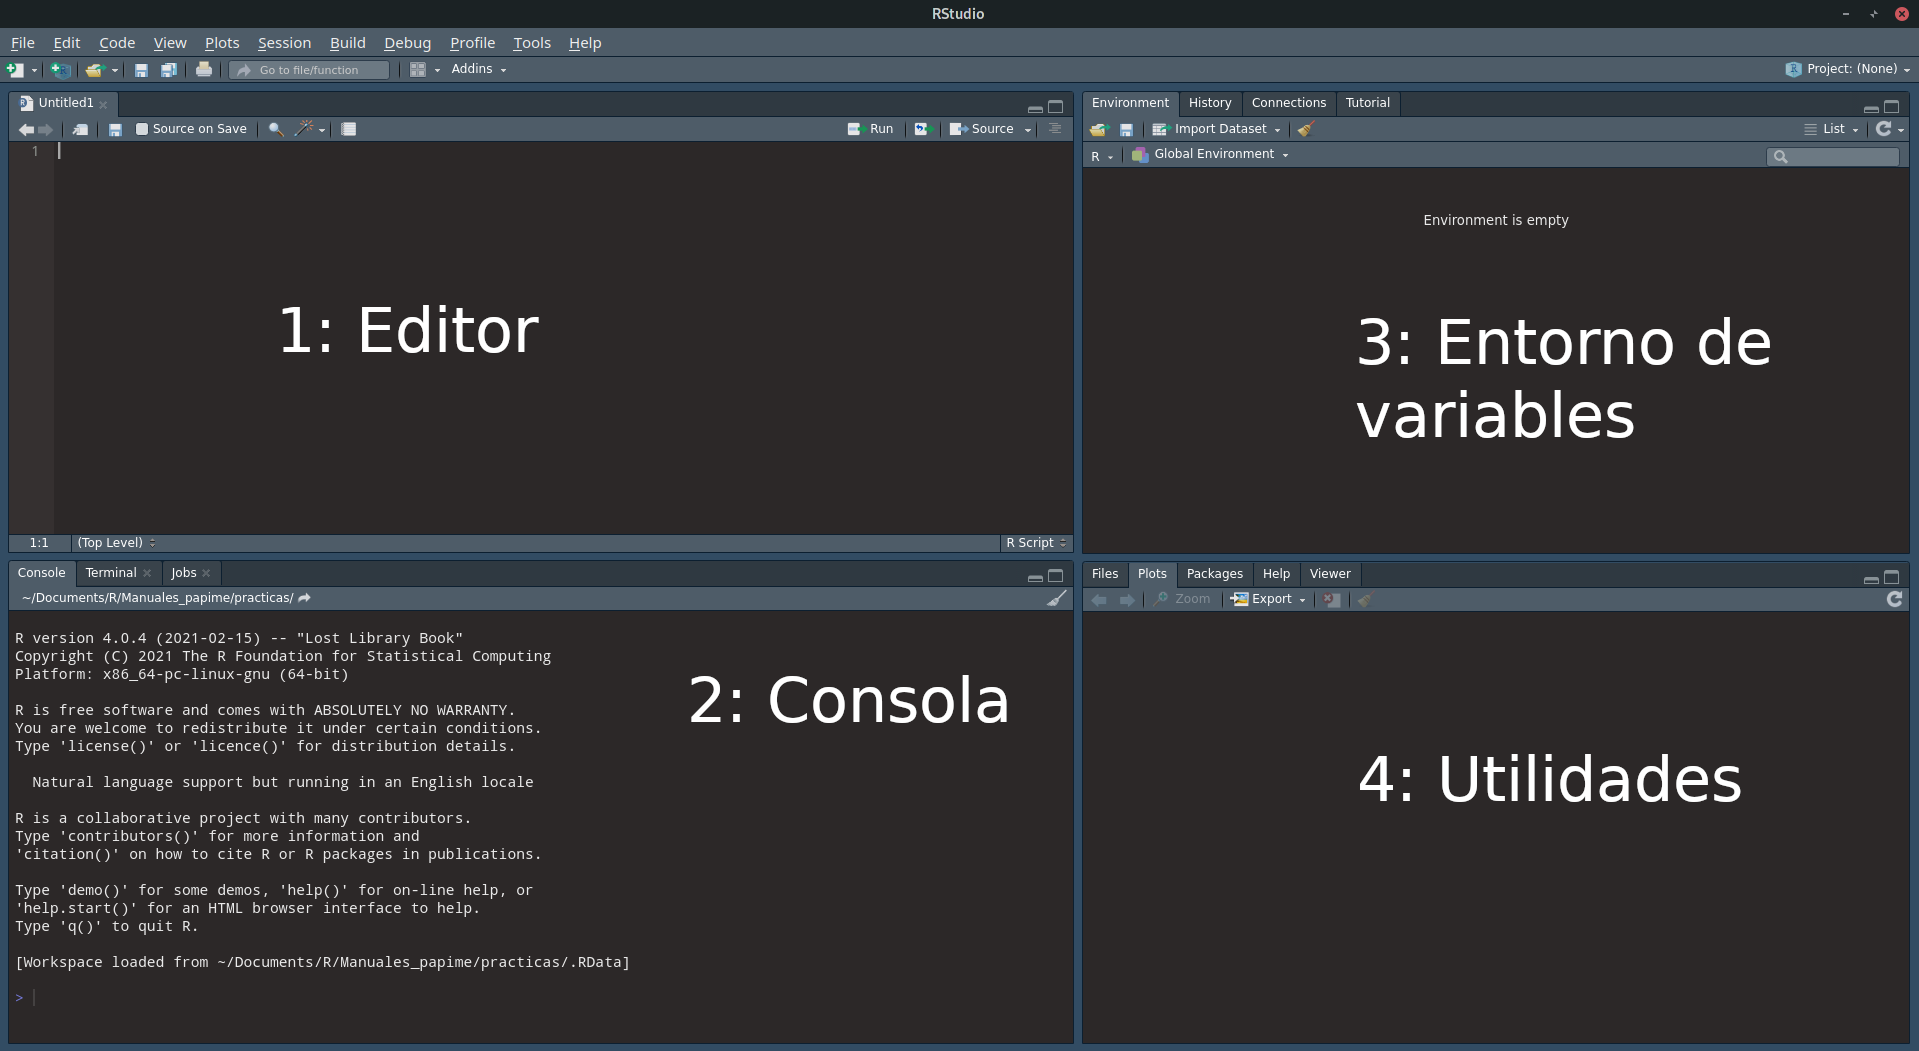 RStudio
File Edit Code View Plots Session Build Debug Profile Tools Help
Go to file/function Addins Project: (None)
Untitled1
Source on Save Run Source
1
1: Editor
1:1 (Top Level) R Script
Console Terminal Jobs
~/Documents/R/Manuales_papime/practicas/
R version 4.0.4 (2021-02-15) -- "Lost Library Book"
Copyright (C) 2021 The R Foundation for Statistical Computing
Platform: x86_64-pc-linux-gnu (64-bit)
R is free software and comes with ABSOLUTELY NO WARRANTY.
You are welcome to redistribute it under certain conditions.
Type 'license()' or 'licence()' for distribution details.
Natural language support but running in an English locale
R is a collaborative project with many contributors.
Type 'contributors()' for more information and
'citation()' on how to cite R or R packages in publications.
Type 'demo()' for some demos, 'help()' for on-line help, or
'help.start()' for an HTML browser interface to help.
Type 'q()' to quit R.
[Workspace loaded from ~/Documents/R/Manuales_papime/practicas/.RData]
>
2: Consola
Environment History Connections Tutorial
Import Dataset List
R Global Environment
Environment is empty
3: Entorno de
variables
Files Plots Packages Help Viewer
Zoom Export
4: Utilidades